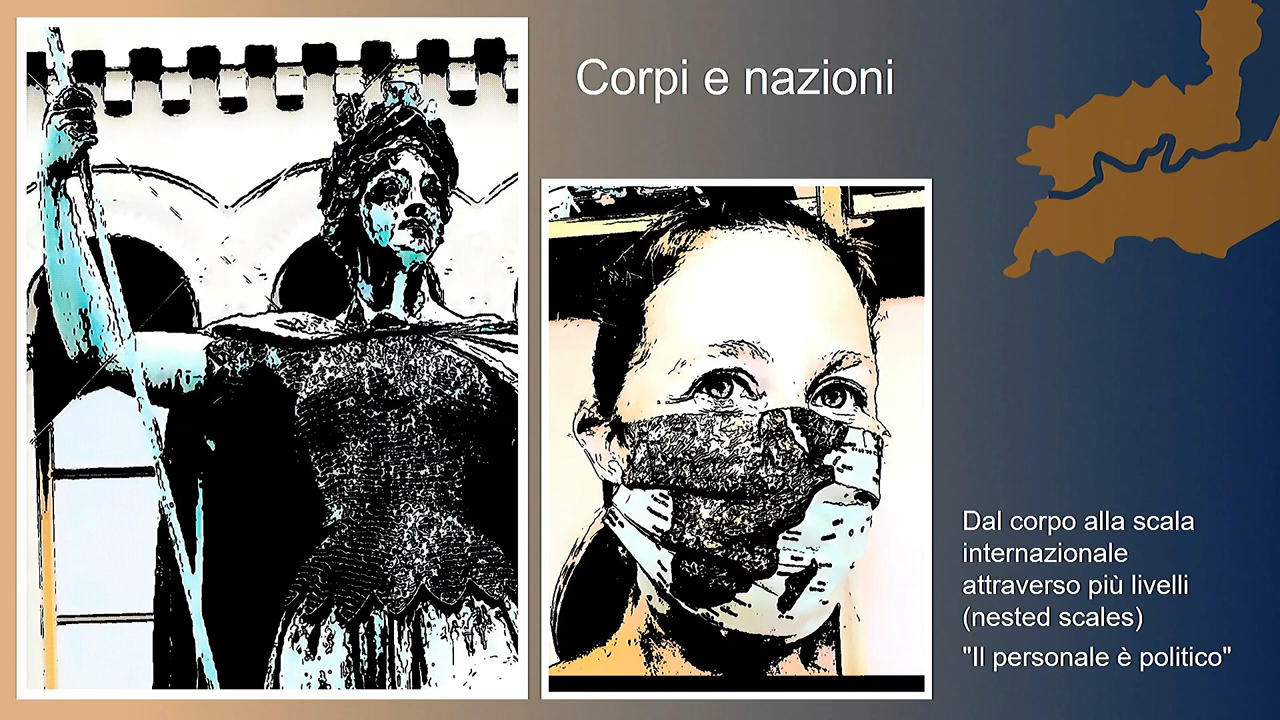 Corpi e nazioni
Dal corpo alla scala
internazionale
attraverso più livelli
(nested scales)
"Il personale è politico"